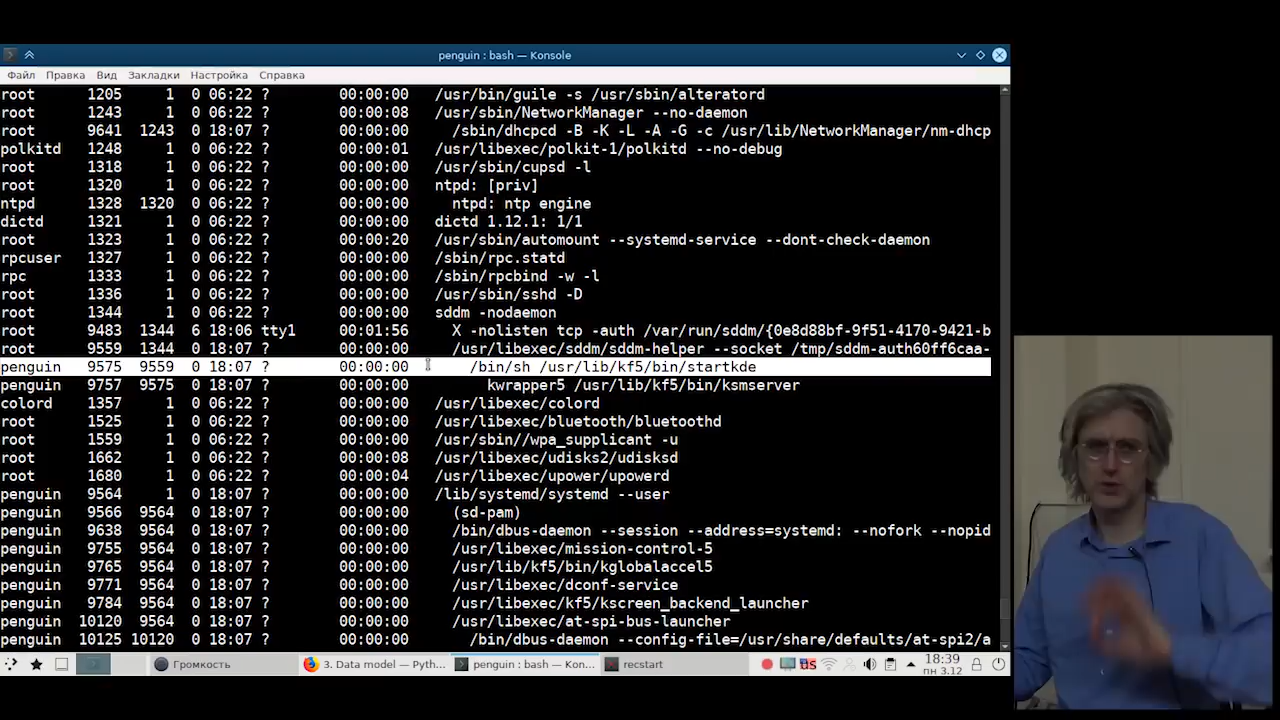 penguin : bash — Konsole
Файл Правка Вид Закладки Настройка Справка
root 1205 1 0 06:22 ? 00:00:00 /usr/bin/guile -s /usr/sbin/alteratord
root 1243 1 0 06:22 ? 00:00:08 /usr/sbin/NetworkManager --no-daemon
root 9641 1243 0 18:07 ? 00:00:00 /sbin/dhcpcd -B -K -L -A -G -c /usr/lib/NetworkManager/nm-dhcp
polkitd 1248 1 0 06:22 ? 00:00:01 /usr/libexec/polkit-1/polkitd --no-debug
root 1318 1 0 06:22 ? 00:00:00 /usr/sbin/cupsd -l
root 1320 1 0 06:22 ? 00:00:00 ntpd: [priv]
ntpd 1328 1320 0 06:22 ? 00:00:00 ntpd: ntp engine
dictd 1321 1 0 06:22 ? 00:00:00 dictd 1.12.1: 1/1
root 1323 1 0 06:22 ? 00:00:20 /usr/sbin/automount --systemd-service --dont-check-daemon
rpcuser 1327 1 0 06:22 ? 00:00:00 /sbin/rpc.statd
rpc 1333 1 0 06:22 ? 00:00:00 /sbin/rpcbind -w -l
root 1336 1 0 06:22 ? 00:00:00 /usr/sbin/sshd -D
root 1344 1 0 06:22 ? 00:00:00 sddm -nodaemon
root 9483 1344 6 18:06 tty1 00:01:56 X -nolisten tcp -auth /var/run/sddm/{0e8d88bf-9f51-4170-9421-b
root 9559 1344 0 18:07 ? 00:00:00 /usr/libexec/sddm/sddm-helper --socket /tmp/sddm-auth60ff6caa-
penguin 9575 9559 0 18:07 ? 00:00:00 /bin/sh /usr/lib/kf5/bin/startkde
penguin 9757 9575 0 18:07 ? 00:00:00 kwrapper5 /usr/lib/kf5/bin/ksmserver
colord 1357 1 0 06:22 ? 00:00:00 /usr/libexec/colord
root 1525 1 0 06:22 ? 00:00:00 /usr/libexec/bluetooth/bluetoothd
root 1559 1 0 06:22 ? 00:00:00 /usr/sbin//wpa_supplicant -u
root 1662 1 0 06:22 ? 00:00:08 /usr/libexec/udisks2/udisksd
root 1680 1 0 06:22 ? 00:00:04 /usr/libexec/upower/upowerd
penguin 9564 1 0 18:07 ? 00:00:00 /lib/systemd/systemd --user
penguin 9566 9564 0 18:07 ? 00:00:00 (sd-pam)
penguin 9638 9564 0 18:07 ? 00:00:00 /bin/dbus-daemon --session --address=systemd: --nofork --nopid
penguin 9755 9564 0 18:07 ? 00:00:00 /usr/libexec/mission-control-5
penguin 9765 9564 0 18:07 ? 00:00:00 /usr/lib/kf5/bin/kglobalaccel5
penguin 9771 9564 0 18:07 ? 00:00:00 /usr/libexec/dconf-service
penguin 9784 9564 0 18:07 ? 00:00:00 /usr/libexec/kf5/kscreen_backend_launcher
penguin 10120 9564 0 18:07 ? 00:00:00 /usr/libexec/at-spi-bus-launcher
penguin 10125 10120 0 18:07 ? 00:00:00 /bin/dbus-daemon --config-file=/usr/share/defaults/at-spi2/a
Громкость 3. Data model — Pyth... penguin : bash — Kon... recstart us 18:39
пн 3.12